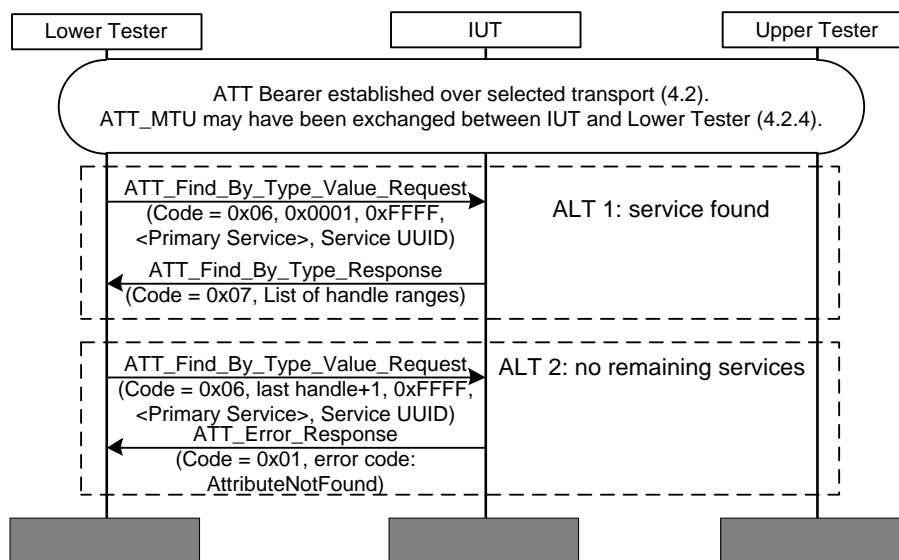 Lower Tester
IUT
Upper Tester
ATT Bearer established over selected transport (4.2).
ATT_MTU may have been exchanged between IUT and Lower Tester (4.2.4).
ATT_Find_By_Type_Value_Request
(Code = 0x06, 0x0001, 0xFFFF,
<Primary Service>, Service UUID)
ALT 1: service found
ATT_Find_By_Type_Response
(Code = 0x07, List of handle ranges)
ATT_Find_By_Type_Value_Request
(Code = 0x06, last handle+1, 0xFFFF,
<Primary Service>, Service UUID)
ALT 2: no remaining services
ATT_Error_Response
(Code = 0x01, error code:
AttributeNotFound)